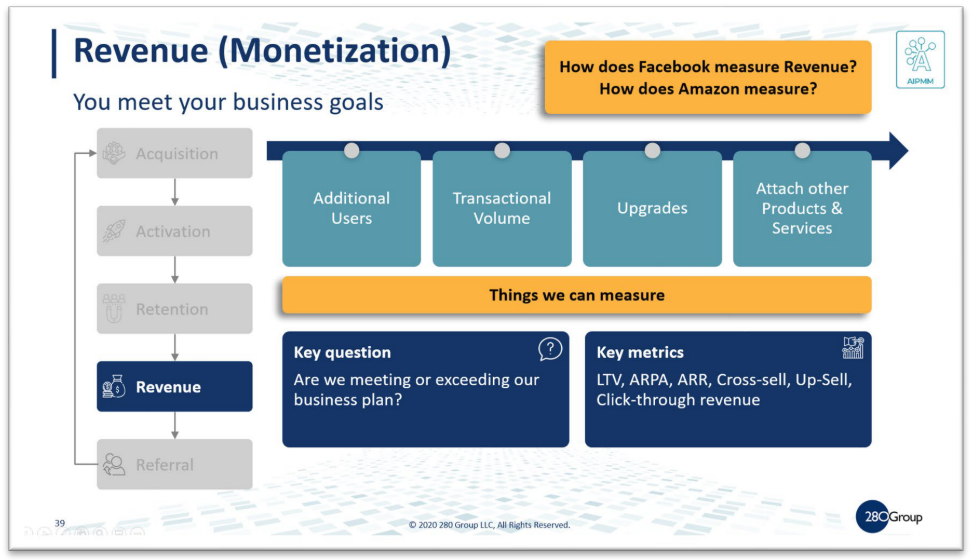 Revenue (Monetization)
You meet your business goals
How does Facebook measure Revenue?
How does Amazon measure?
AIPMM
Acquisition
Activation
Retention
Revenue
Referral
Additional
Users
Transactional
Volume
Upgrades
Attach other
Products &
Services
Things we can measure
Key question
?
Are we meeting or exceeding our
business plan?
Key metrics
LTV, ARPA, ARR, Cross-sell, Up-Sell,
Click-through revenue
39
© 2020 280 Group LLC, All Rights Reserved.
280Group